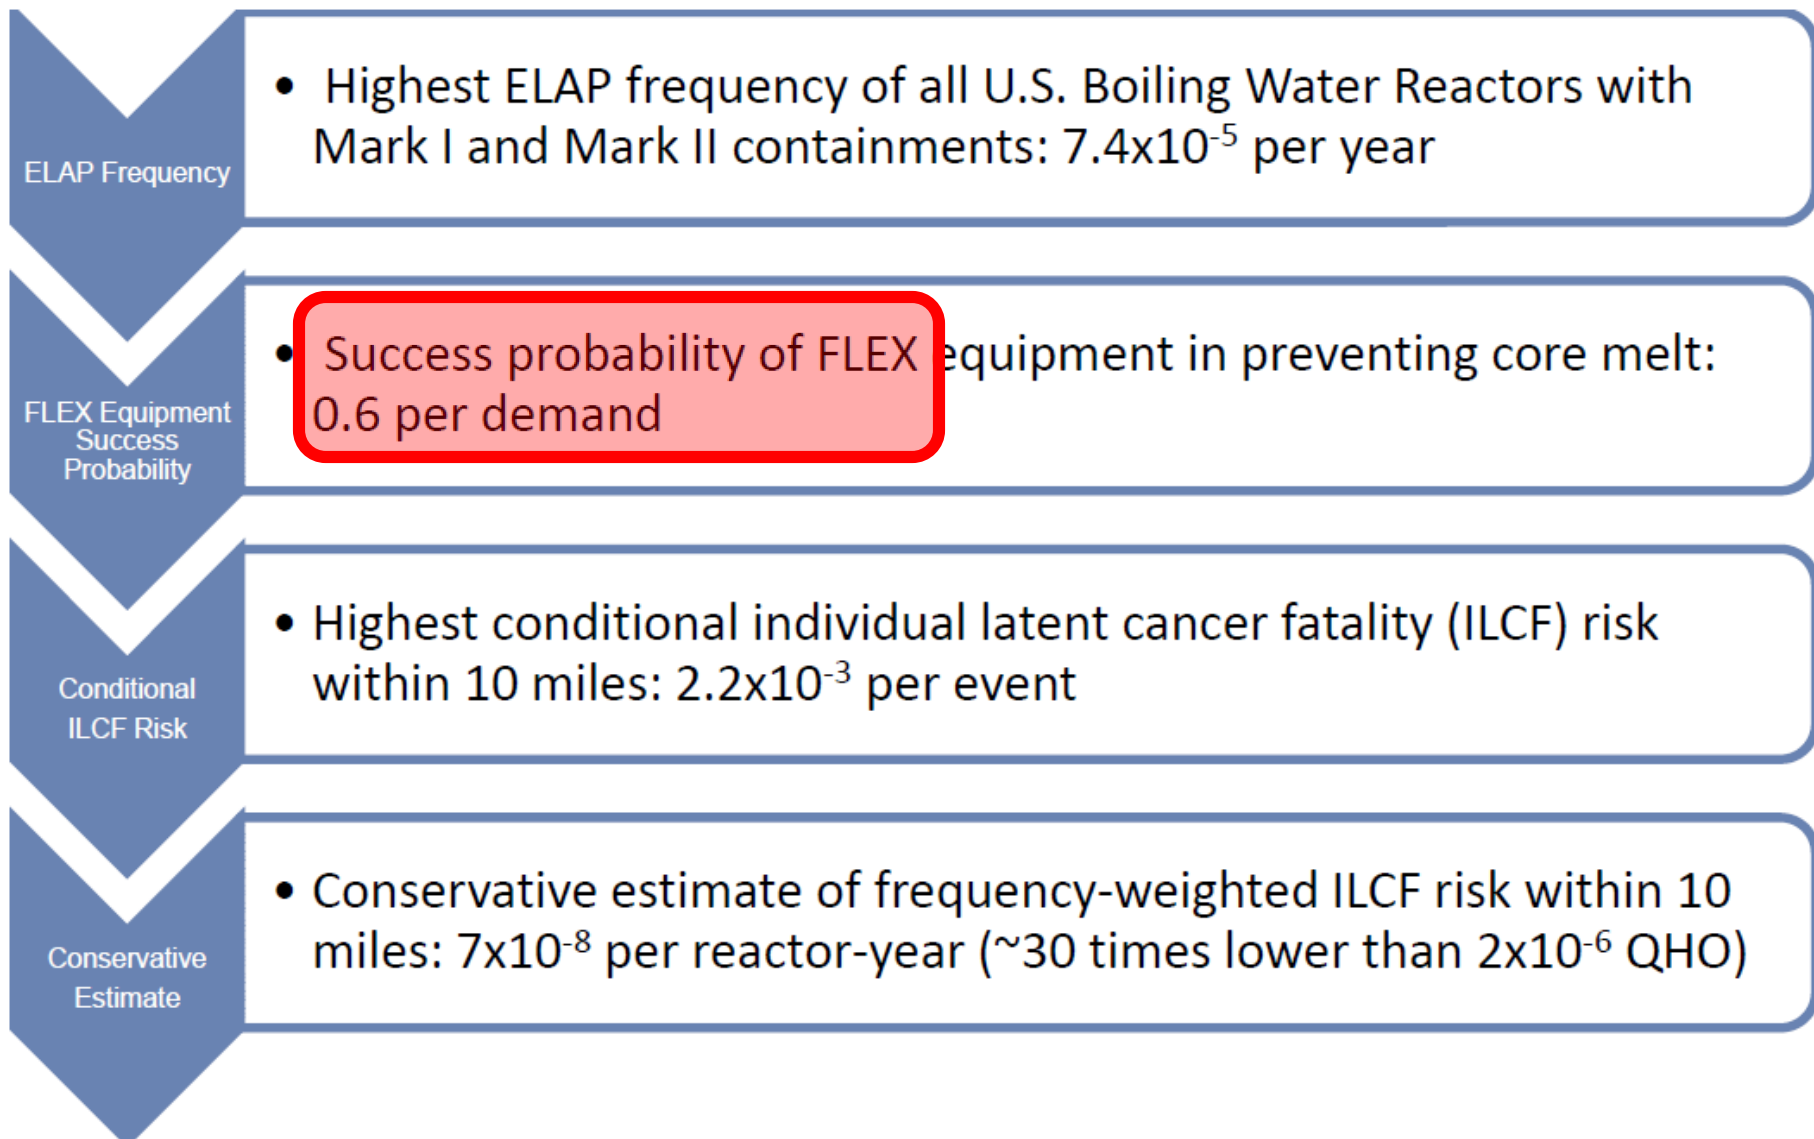 ELAP Frequency
• Highest ELAP frequency of all U.S. Boiling Water Reactors with
Mark I and Mark II containments: 7.4x10⁻⁵ per year
FLEX Equipment
Success
Probability
• Success probability of FLEX equipment in preventing core melt:
0.6 per demand
Conditional
ILCF Risk
• Highest conditional individual latent cancer fatality (ILCF) risk
within 10 miles: 2.2x10⁻³ per event
Conservative
Estimate
• Conservative estimate of frequency-weighted ILCF risk within 10
miles: 7x10⁻⁸ per reactor-year (~30 times lower than 2x10⁻⁶ QHO)